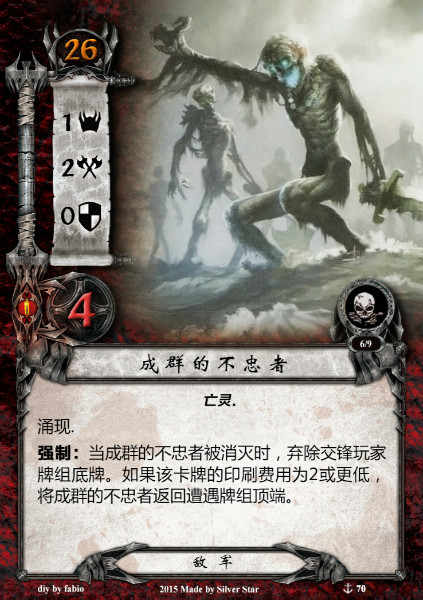 26
1
2
0
4
6/9
成群的不忠者
亡灵.
涌现.
强制：当成群的不忠者被消灭时，弃除交锋玩家
牌组底牌。如果该卡牌的印刷费用为2或更低，
将成群的不忠者返回遭遇牌组顶端。
敌军
diy by fabio 2015 Made by Silver Star 70